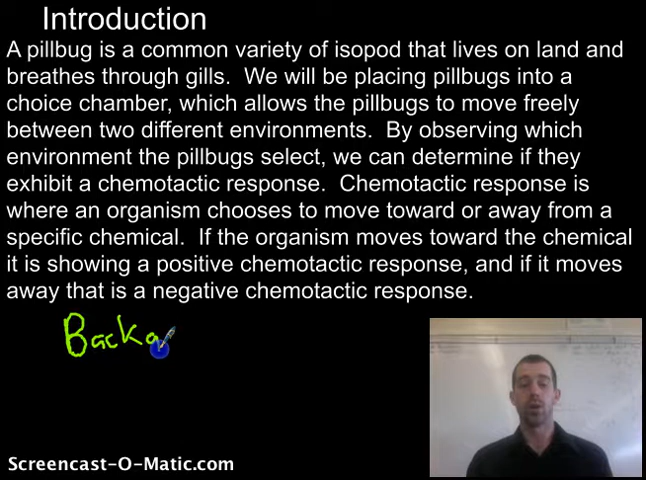 Introduction
A pillbug is a common variety of isopod that lives on land and
breathes through gills. We will be placing pillbugs into a
choice chamber, which allows the pillbugs to move freely
between two different environments. By observing which
environment the pillbugs select, we can determine if they
exhibit a chemotactic response. Chemotactic response is
where an organism chooses to move toward or away from a
specific chemical. If the organism moves toward the chemical
it is showing a positive chemotactic response, and if it moves
away that is a negative chemotactic response.
Screencast-O-Matic.com